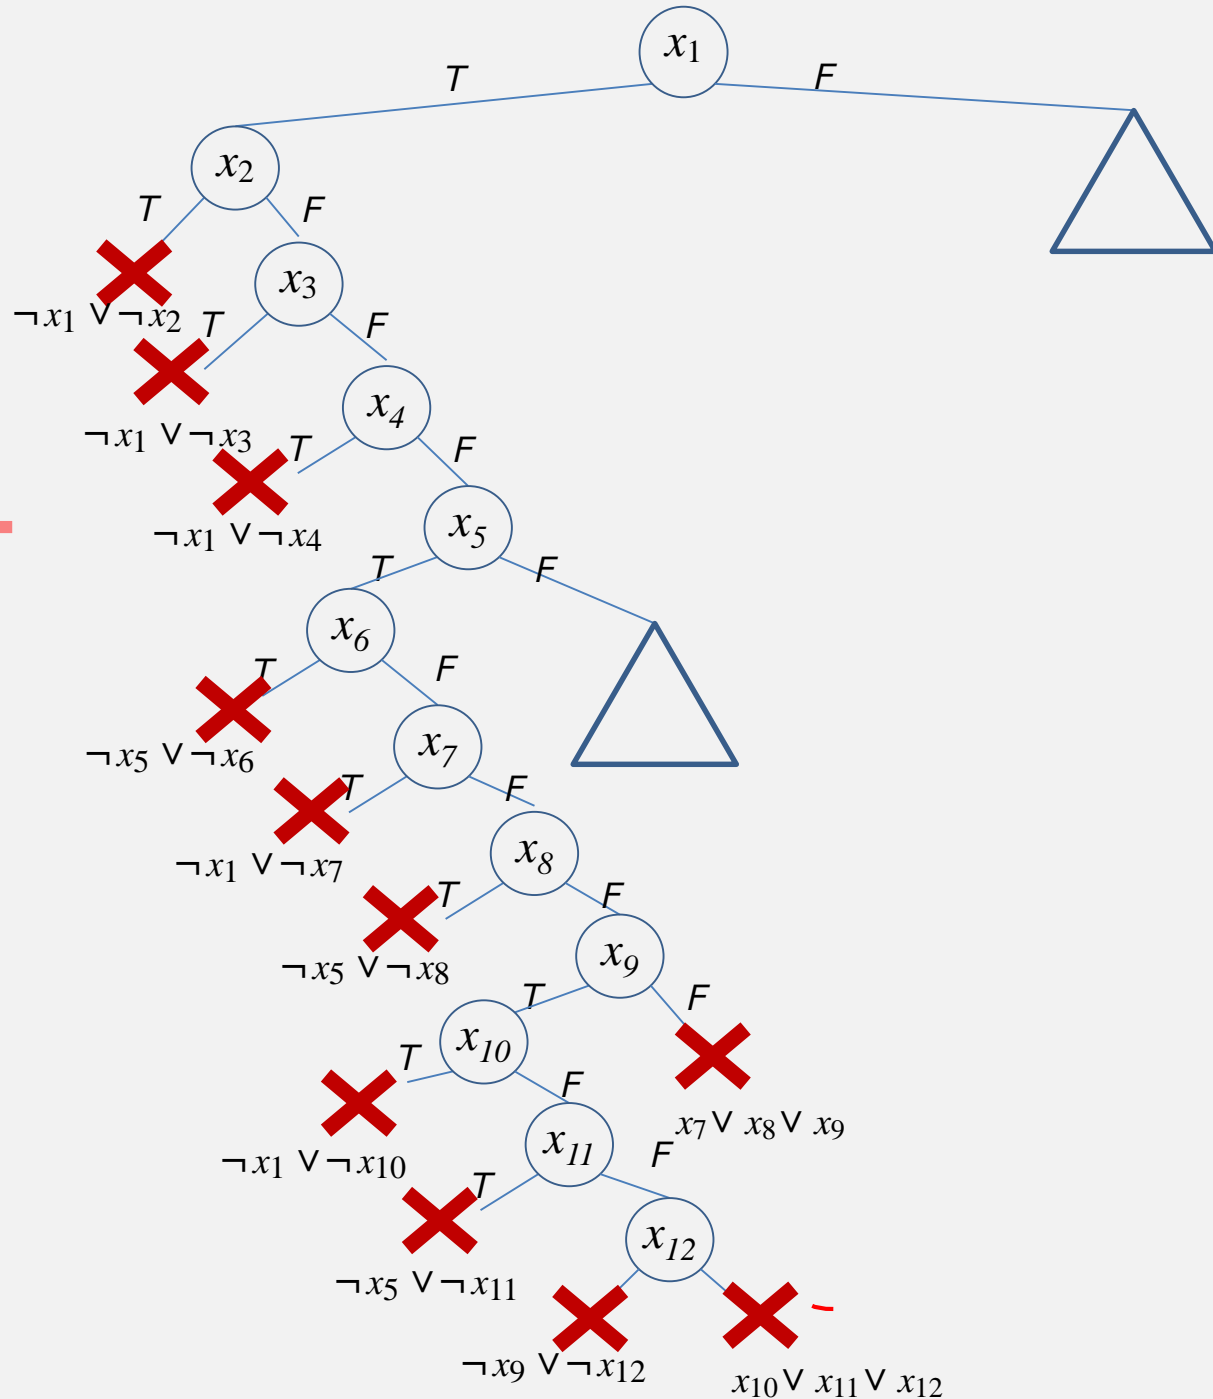 x1
T F
x2
T F
¬x1 ∨ ¬x2
x3
T F
¬x1 ∨ ¬x3
x4
T F
¬x1 ∨ ¬x4
x5
T F
x6
T F
¬x5 ∨ ¬x6
x7
T F
¬x1 ∨ ¬x7
x8
T F
¬x5 ∨ ¬x8
x9
T F
x10
x7 ∨ x8 ∨ x9
T F
¬x1 ∨ ¬x10
x11
T F
¬x5 ∨ ¬x11
x12
¬x9 ∨ ¬x12
x10 ∨ x11 ∨ x12